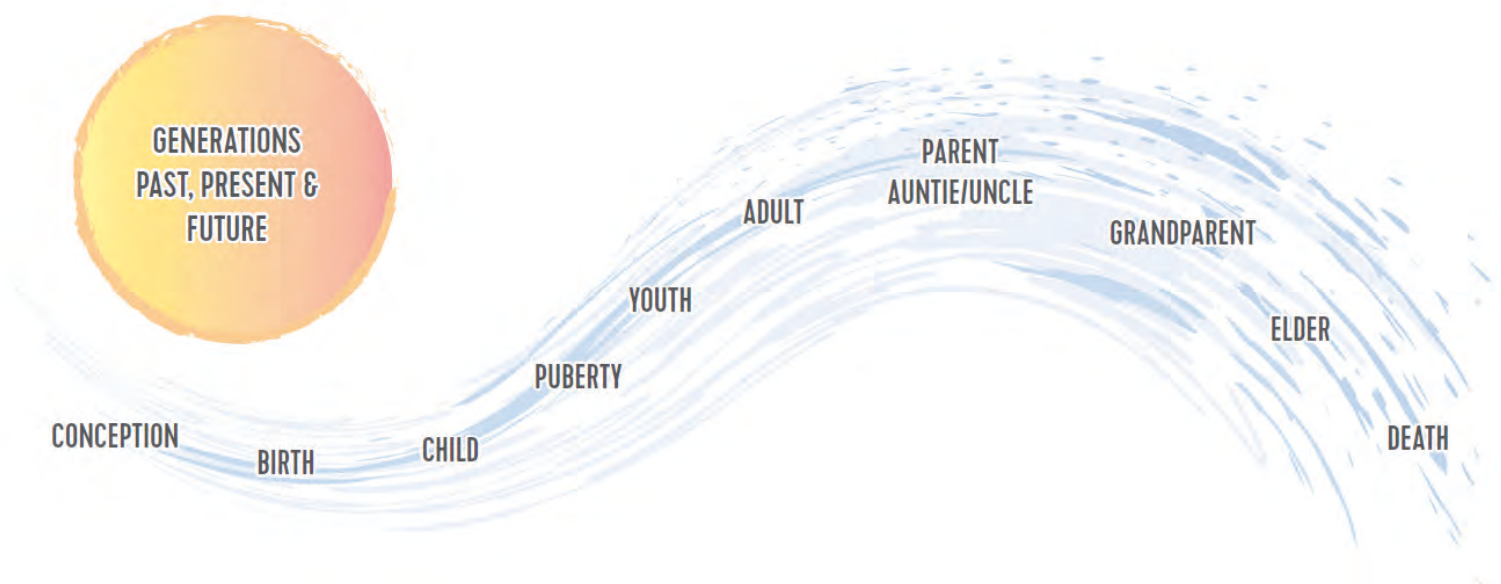 GENERATIONS
PAST, PRESENT &
FUTURE
CONCEPTION
BIRTH
CHILD
PUBERTY
YOUTH
ADULT
PARENT
AUNTIE/UNCLE
GRANDPARENT
ELDER
DEATH